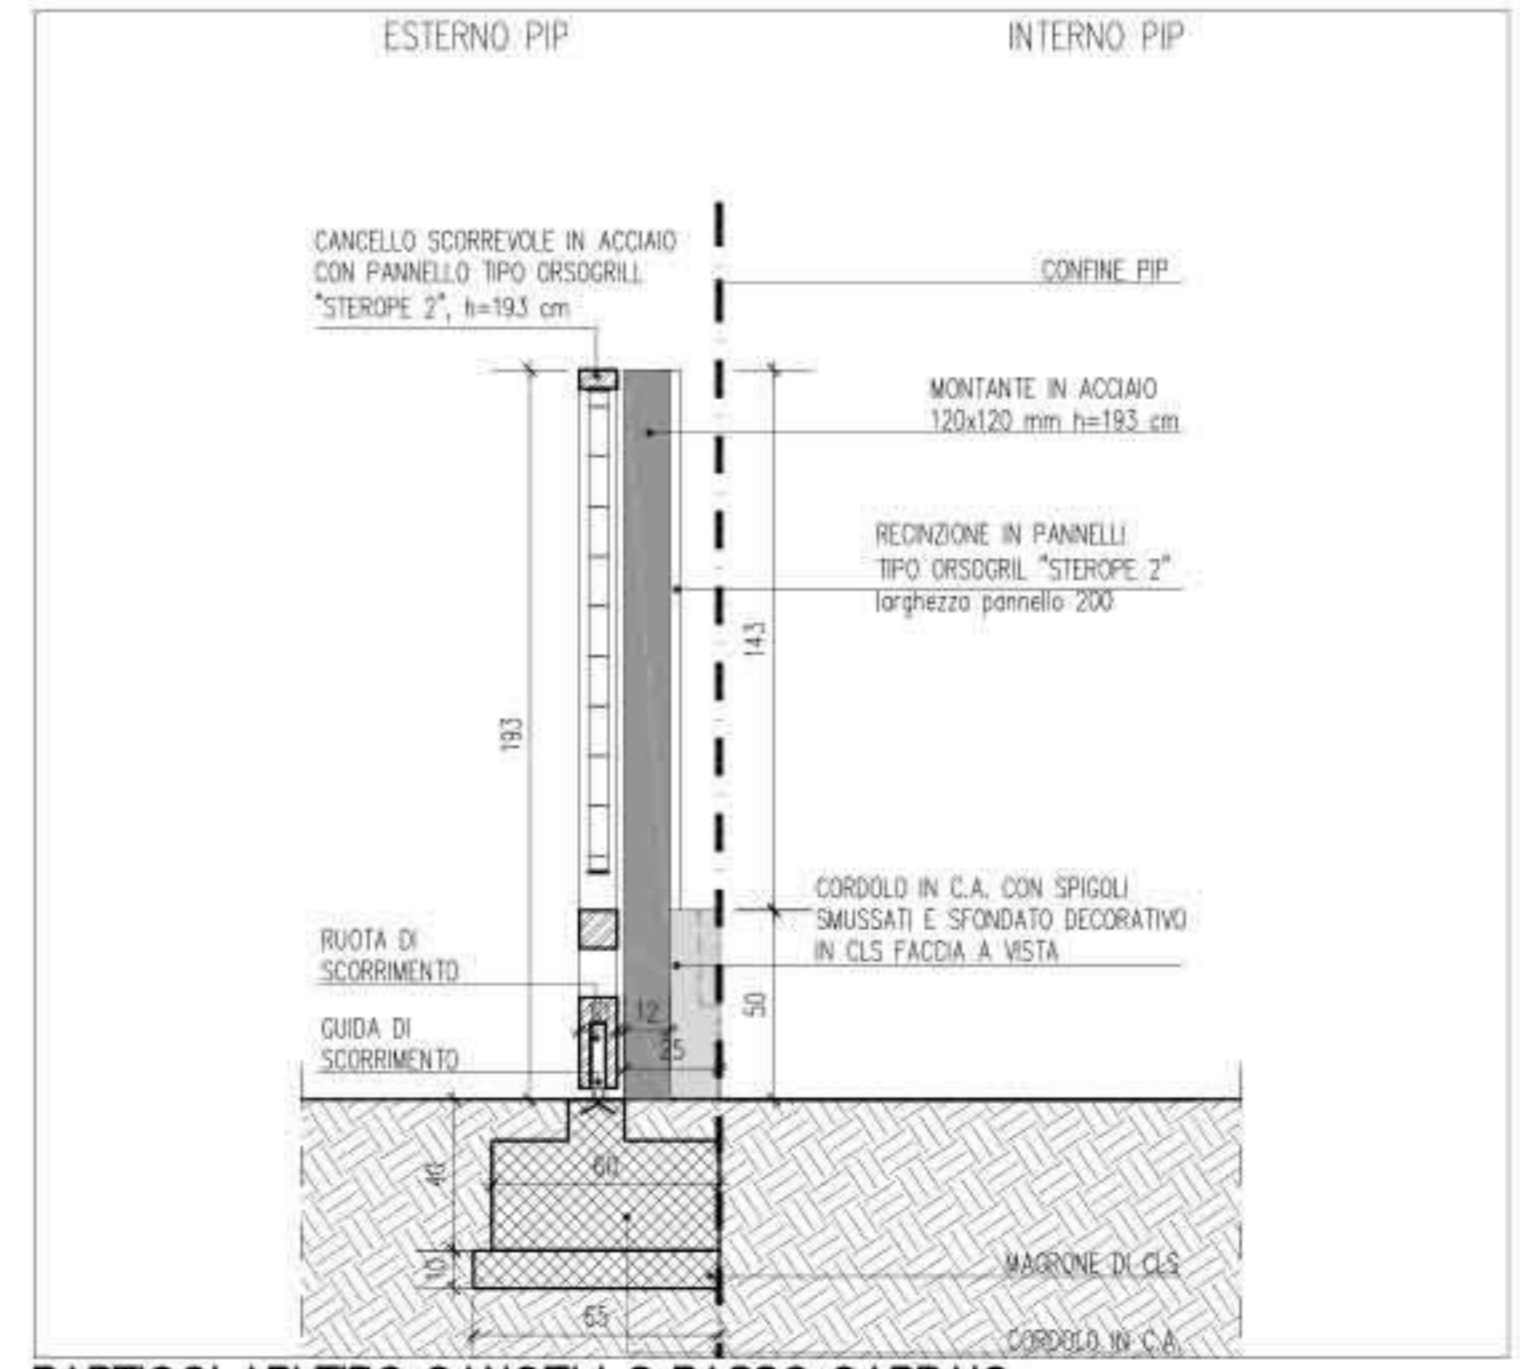 ESTERNO PIP
INTERNO PIP
CANCELLO SCORREVOLE IN ACCIAIO
CON PANNELLO TIPO ORSOGRILL
"STEROPE 2", h=193 cm
CONFINE PIP
MONTANTE IN ACCIAIO
120x120 mm h=193 cm
RECINZIONE IN PANNELLI
TIPO ORSOGRIL "STEROPE 2"
larghezza pannello 200
143
193
CORDOLO IN C.A. CON SPIGOLI
SMUSSATI E SFONDATO DECORATIVO
IN CLS FACCIA A VISTA
RUOTA DI
SCORRIMENTO
12
50
GUIDA DI
SCORRIMENTO
25
40
60
10
MAGRONE DI CLS
65
CORDOLO IN C.A.